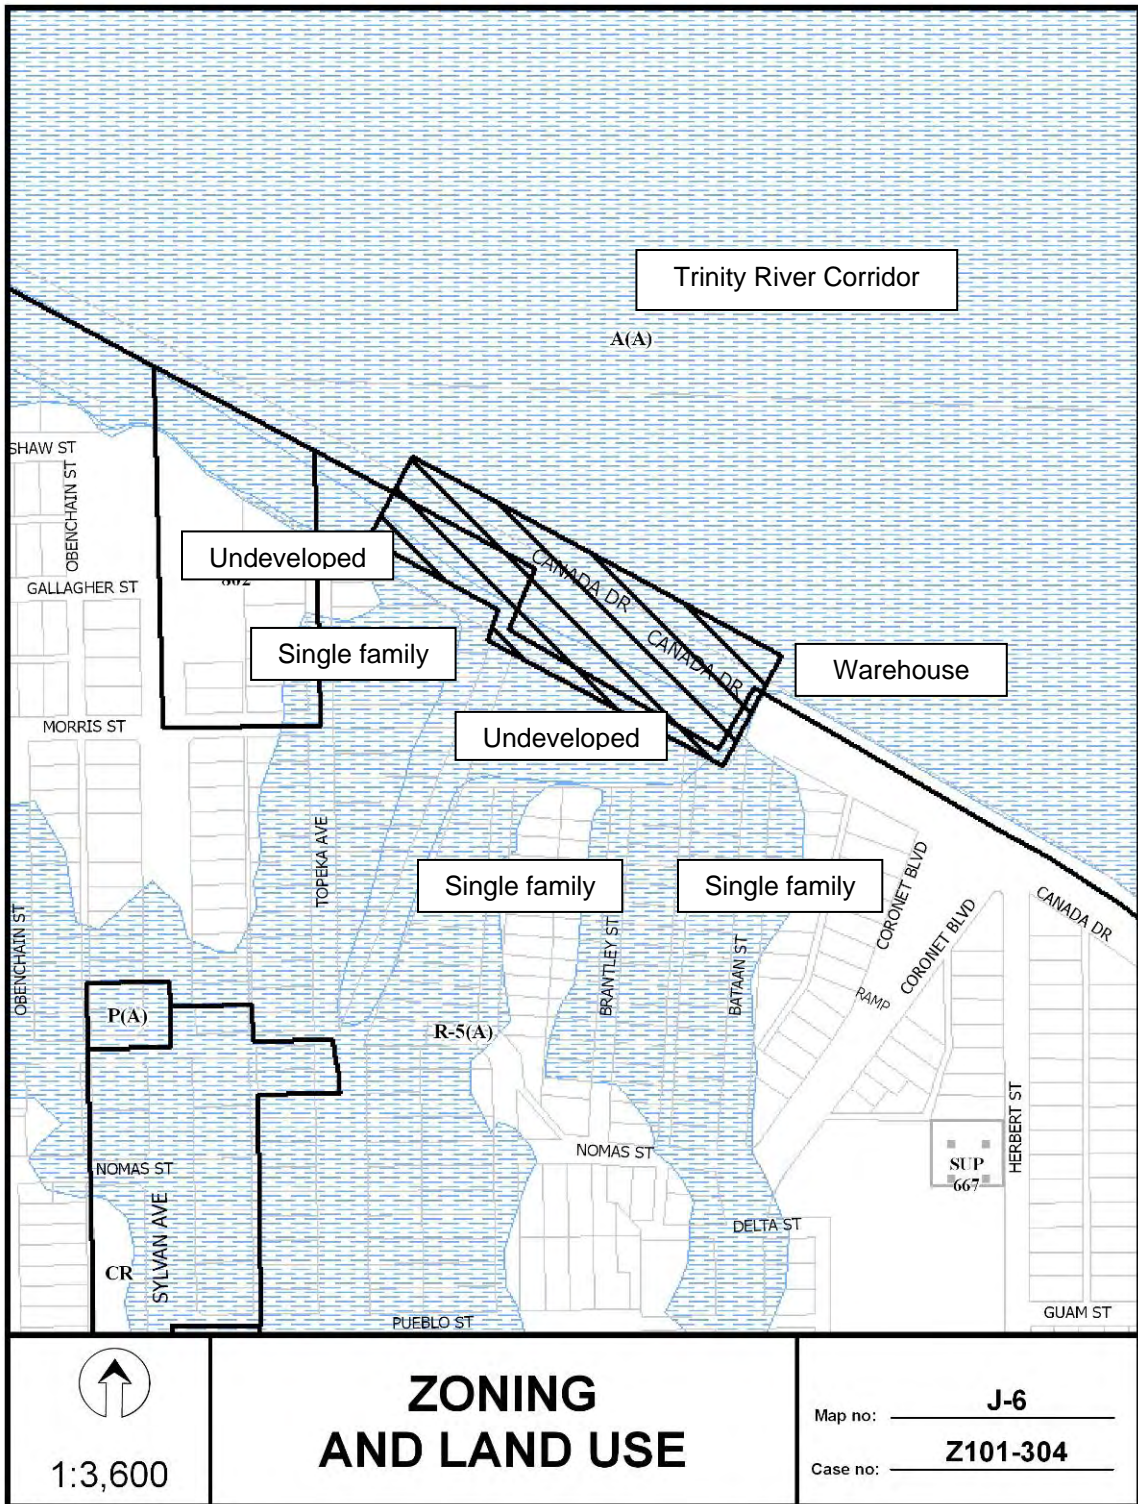 Trinity River Corridor
A(A)
SHAW ST
OBENCHAIN ST
Undeveloped
GALLAGHER ST
CANADA DR
Single family
CANADA DR
Warehouse
MORRIS ST
Undeveloped
TOPEKA AVE
Single family
Single family
CORONET BLVD
CANADA DR
OBENCHAIN ST
BRANTLEY ST
BATAAN ST
CORONET BLVD
RAMP
P(A)
R-5(A)
HERBERT ST
NOMAS ST
SUP
667
NOMAS ST
SYLVAN AVE
DELTA ST
CR
PUEBLO ST
GUAM ST
1:3,600
ZONING
AND LAND USE
Map no: J-6
Case no: Z101-304